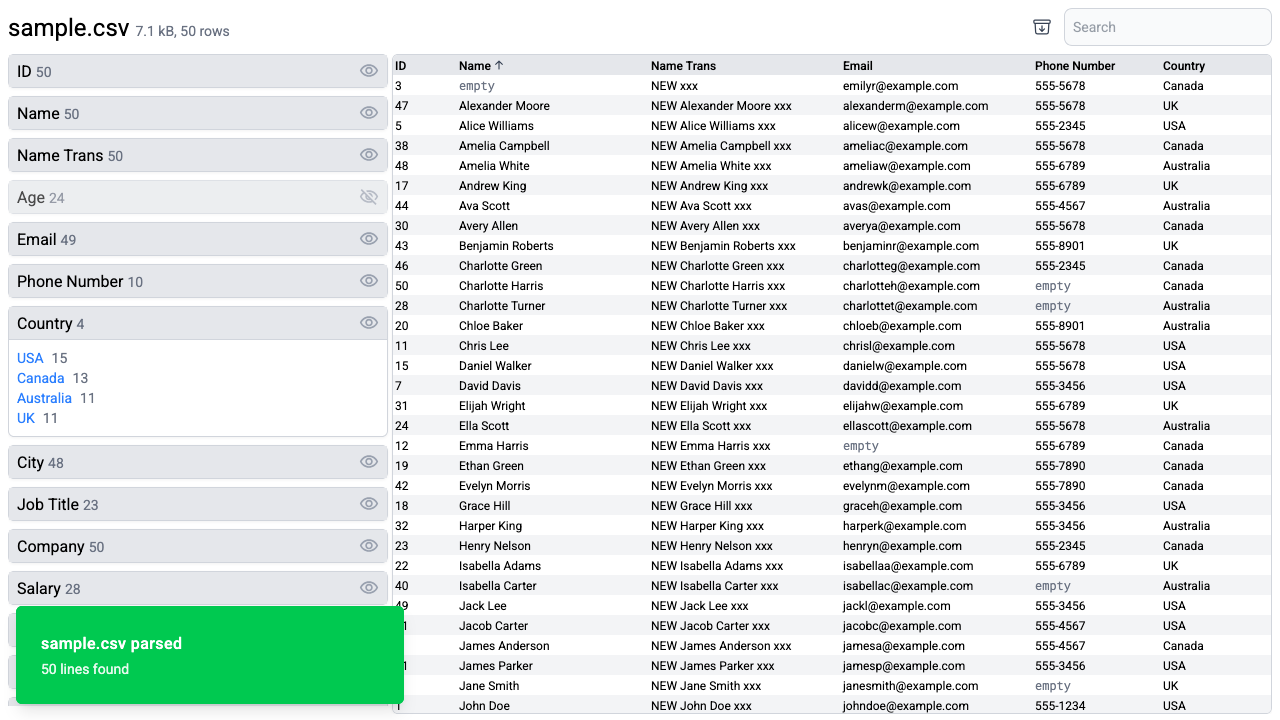 sample.csv 7.1 kB, 50 rows
Search
ID 50
Name 50
Name Trans 50
Age 24
Email 49
Phone Number 10
Country 4
USA 15
Canada 13
Australia 11
UK 11
City 48
Job Title 23
Company 50
Salary 28
sample.csv parsed
50 lines found
ID Name ↑ Name Trans Email Phone Number Country
3 empty NEW xxx emilyr@example.com 555-5678 Canada
47 Alexander Moore NEW Alexander Moore xxx alexanderm@example.com 555-5678 UK
5 Alice Williams NEW Alice Williams xxx alicew@example.com 555-2345 USA
38 Amelia Campbell NEW Amelia Campbell xxx ameliac@example.com 555-5678 Canada
48 Amelia White NEW Amelia White xxx ameliaw@example.com 555-6789 Australia
17 Andrew King NEW Andrew King xxx andrewk@example.com 555-6789 UK
44 Ava Scott NEW Ava Scott xxx avas@example.com 555-4567 Australia
30 Avery Allen NEW Avery Allen xxx averya@example.com 555-5678 Canada
43 Benjamin Roberts NEW Benjamin Roberts xxx benjaminr@example.com 555-8901 UK
46 Charlotte Green NEW Charlotte Green xxx charlotteg@example.com 555-2345 Canada
50 Charlotte Harris NEW Charlotte Harris xxx charlotteh@example.com empty Canada
28 Charlotte Turner NEW Charlotte Turner xxx charlottet@example.com empty Australia
20 Chloe Baker NEW Chloe Baker xxx chloeb@example.com 555-8901 Australia
11 Chris Lee NEW Chris Lee xxx chrisl@example.com 555-5678 USA
15 Daniel Walker NEW Daniel Walker xxx danielw@example.com 555-5678 USA
7 David Davis NEW David Davis xxx davidd@example.com 555-3456 USA
31 Elijah Wright NEW Elijah Wright xxx elijahw@example.com 555-6789 UK
24 Ella Scott NEW Ella Scott xxx ellascott@example.com 555-5678 Australia
12 Emma Harris NEW Emma Harris xxx empty 555-6789 Canada
19 Ethan Green NEW Ethan Green xxx ethang@example.com 555-7890 Canada
42 Evelyn Morris NEW Evelyn Morris xxx evelynm@example.com 555-7890 Canada
18 Grace Hill NEW Grace Hill xxx graceh@example.com 555-3456 USA
32 Harper King NEW Harper King xxx harperk@example.com 555-3456 Australia
23 Henry Nelson NEW Henry Nelson xxx henryn@example.com 555-2345 Canada
22 Isabella Adams NEW Isabella Adams xxx isabellaa@example.com 555-6789 UK
40 Isabella Carter NEW Isabella Carter xxx isabellac@example.com empty Australia
49 Jack Lee NEW Jack Lee xxx jackl@example.com 555-3456 USA
Jacob Carter NEW Jacob Carter xxx jacobc@example.com 555-4567 USA
James Anderson NEW James Anderson xxx jamesa@example.com 555-4567 Canada
James Parker NEW James Parker xxx jamesp@example.com 555-3456 USA
Jane Smith NEW Jane Smith xxx janesmith@example.com empty UK
1 John Doe NEW John Doe xxx johndoe@example.com 555-1234 USA